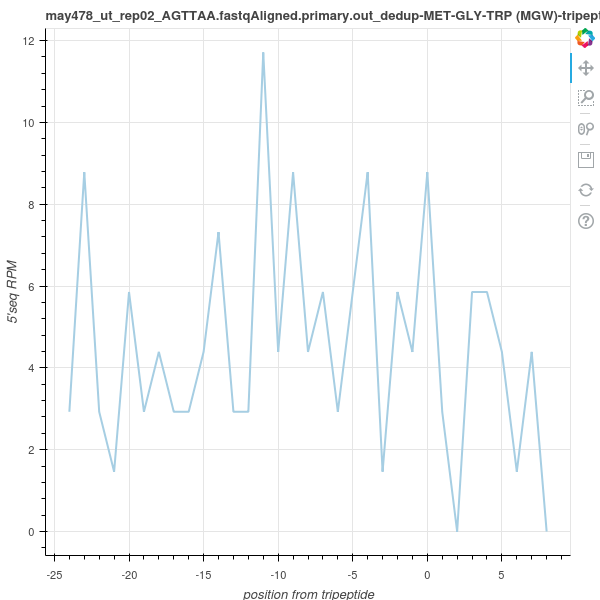 may478_ut_rep02_AGTTAA.fastqAligned.primary.out_dedup-MET-GLY-TRP (MGW)-tripept
12
10
8
6
4
2
0
5'seq RPM
-25 -20 -15 -10 -5 0 5
position from tripeptide